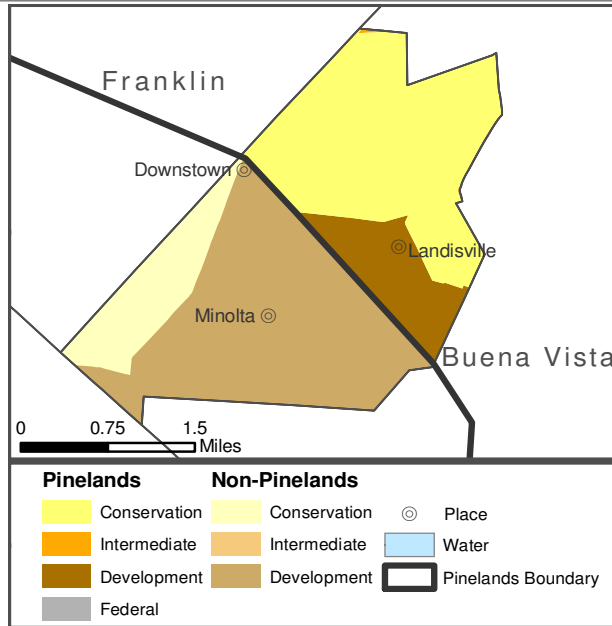 Franklin
Downstown
Landisville
Minolta
Buena Vista
0 0.75 1.5
Miles
Pinelands Non-Pinelands
Conservation Conservation Place
Intermediate Intermediate Water
Development Development Pinelands Boundary
Federal